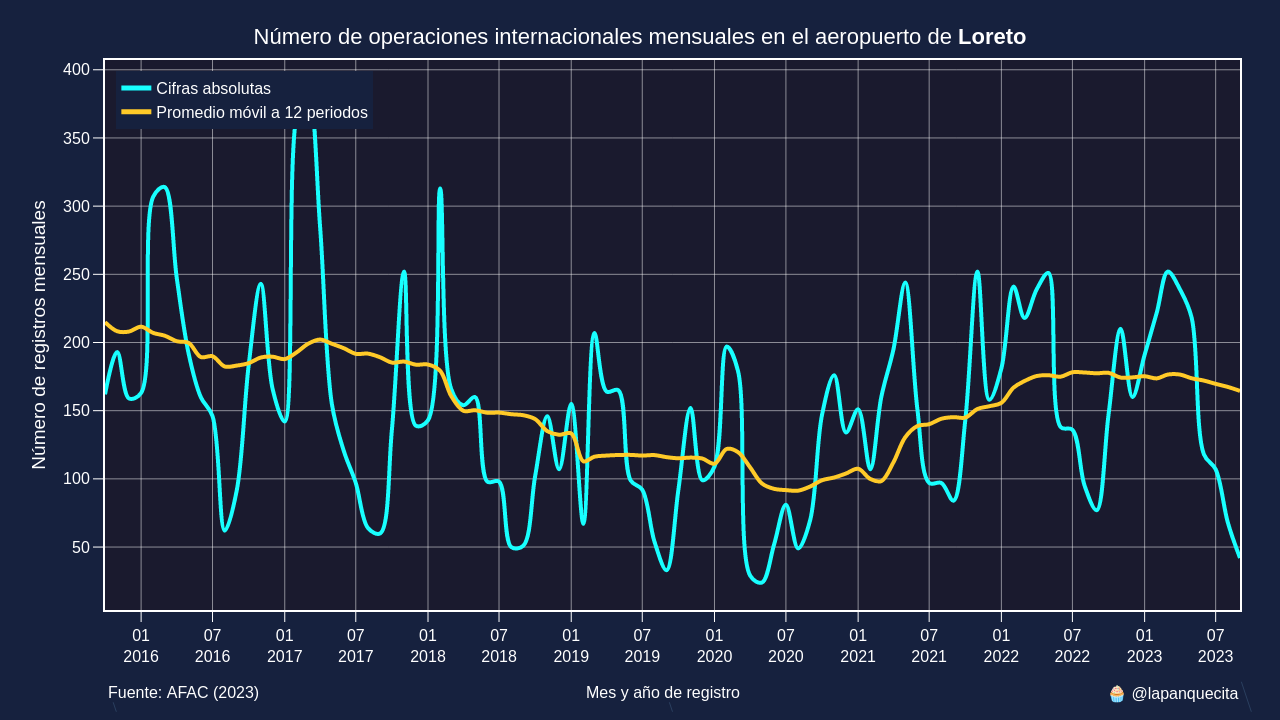 Número de operaciones internacionales mensuales en el aeropuerto de Loreto
Cifras absolutas
Promedio móvil a 12 periodos
Número de registros mensuales
400
350
300
250
200
150
100
50
01 07 01 07 01 07 01 07 01 07 01 07 01 07 01 07
2016 2016 2017 2017 2018 2018 2019 2019 2020 2020 2021 2021 2022 2022 2023 2023
Fuente: AFAC (2023)
Mes y año de registro
🧁 @lapanquecita